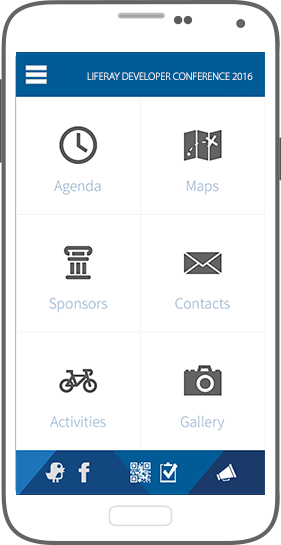 LIFERAY DEVELOPER CONFERENCE 2016
Agenda
Maps
Sponsors
Contacts
Activities
Gallery